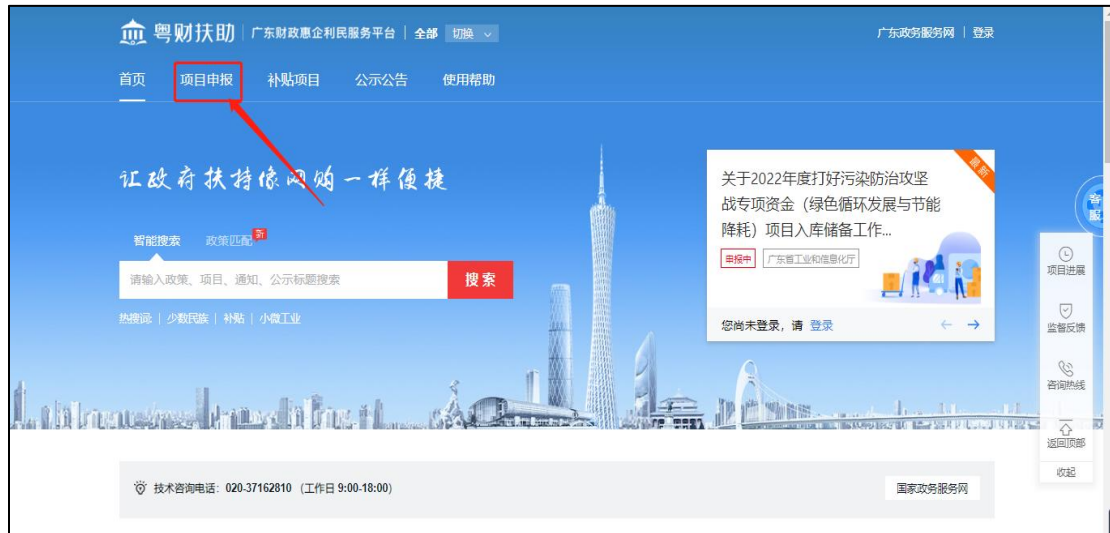 粤财扶助 广东财政惠企利民服务平台 全部 切换
广东政务服务网 登录
首页 项目申报 补贴项目 公示公告 使用帮助
让政府扶持像网购一样便捷
智能搜索 政策匹配 新
请输入政策、项目、通知、公示标题搜索 搜索
热搜词: 少数民族 补贴 小微工业
最新
关于2022年度打好污染防治攻坚
战专项资金（绿色循环发展与节能
降耗）项目入库储备工作...
申报中 广东省工业和信息化厅
您尚未登录，请 登录
客服
项目进展
监督反馈
咨询热线
返回顶部
收起
技术咨询电话：020-37162810 （工作日 9:00-18:00）
国家政务服务网